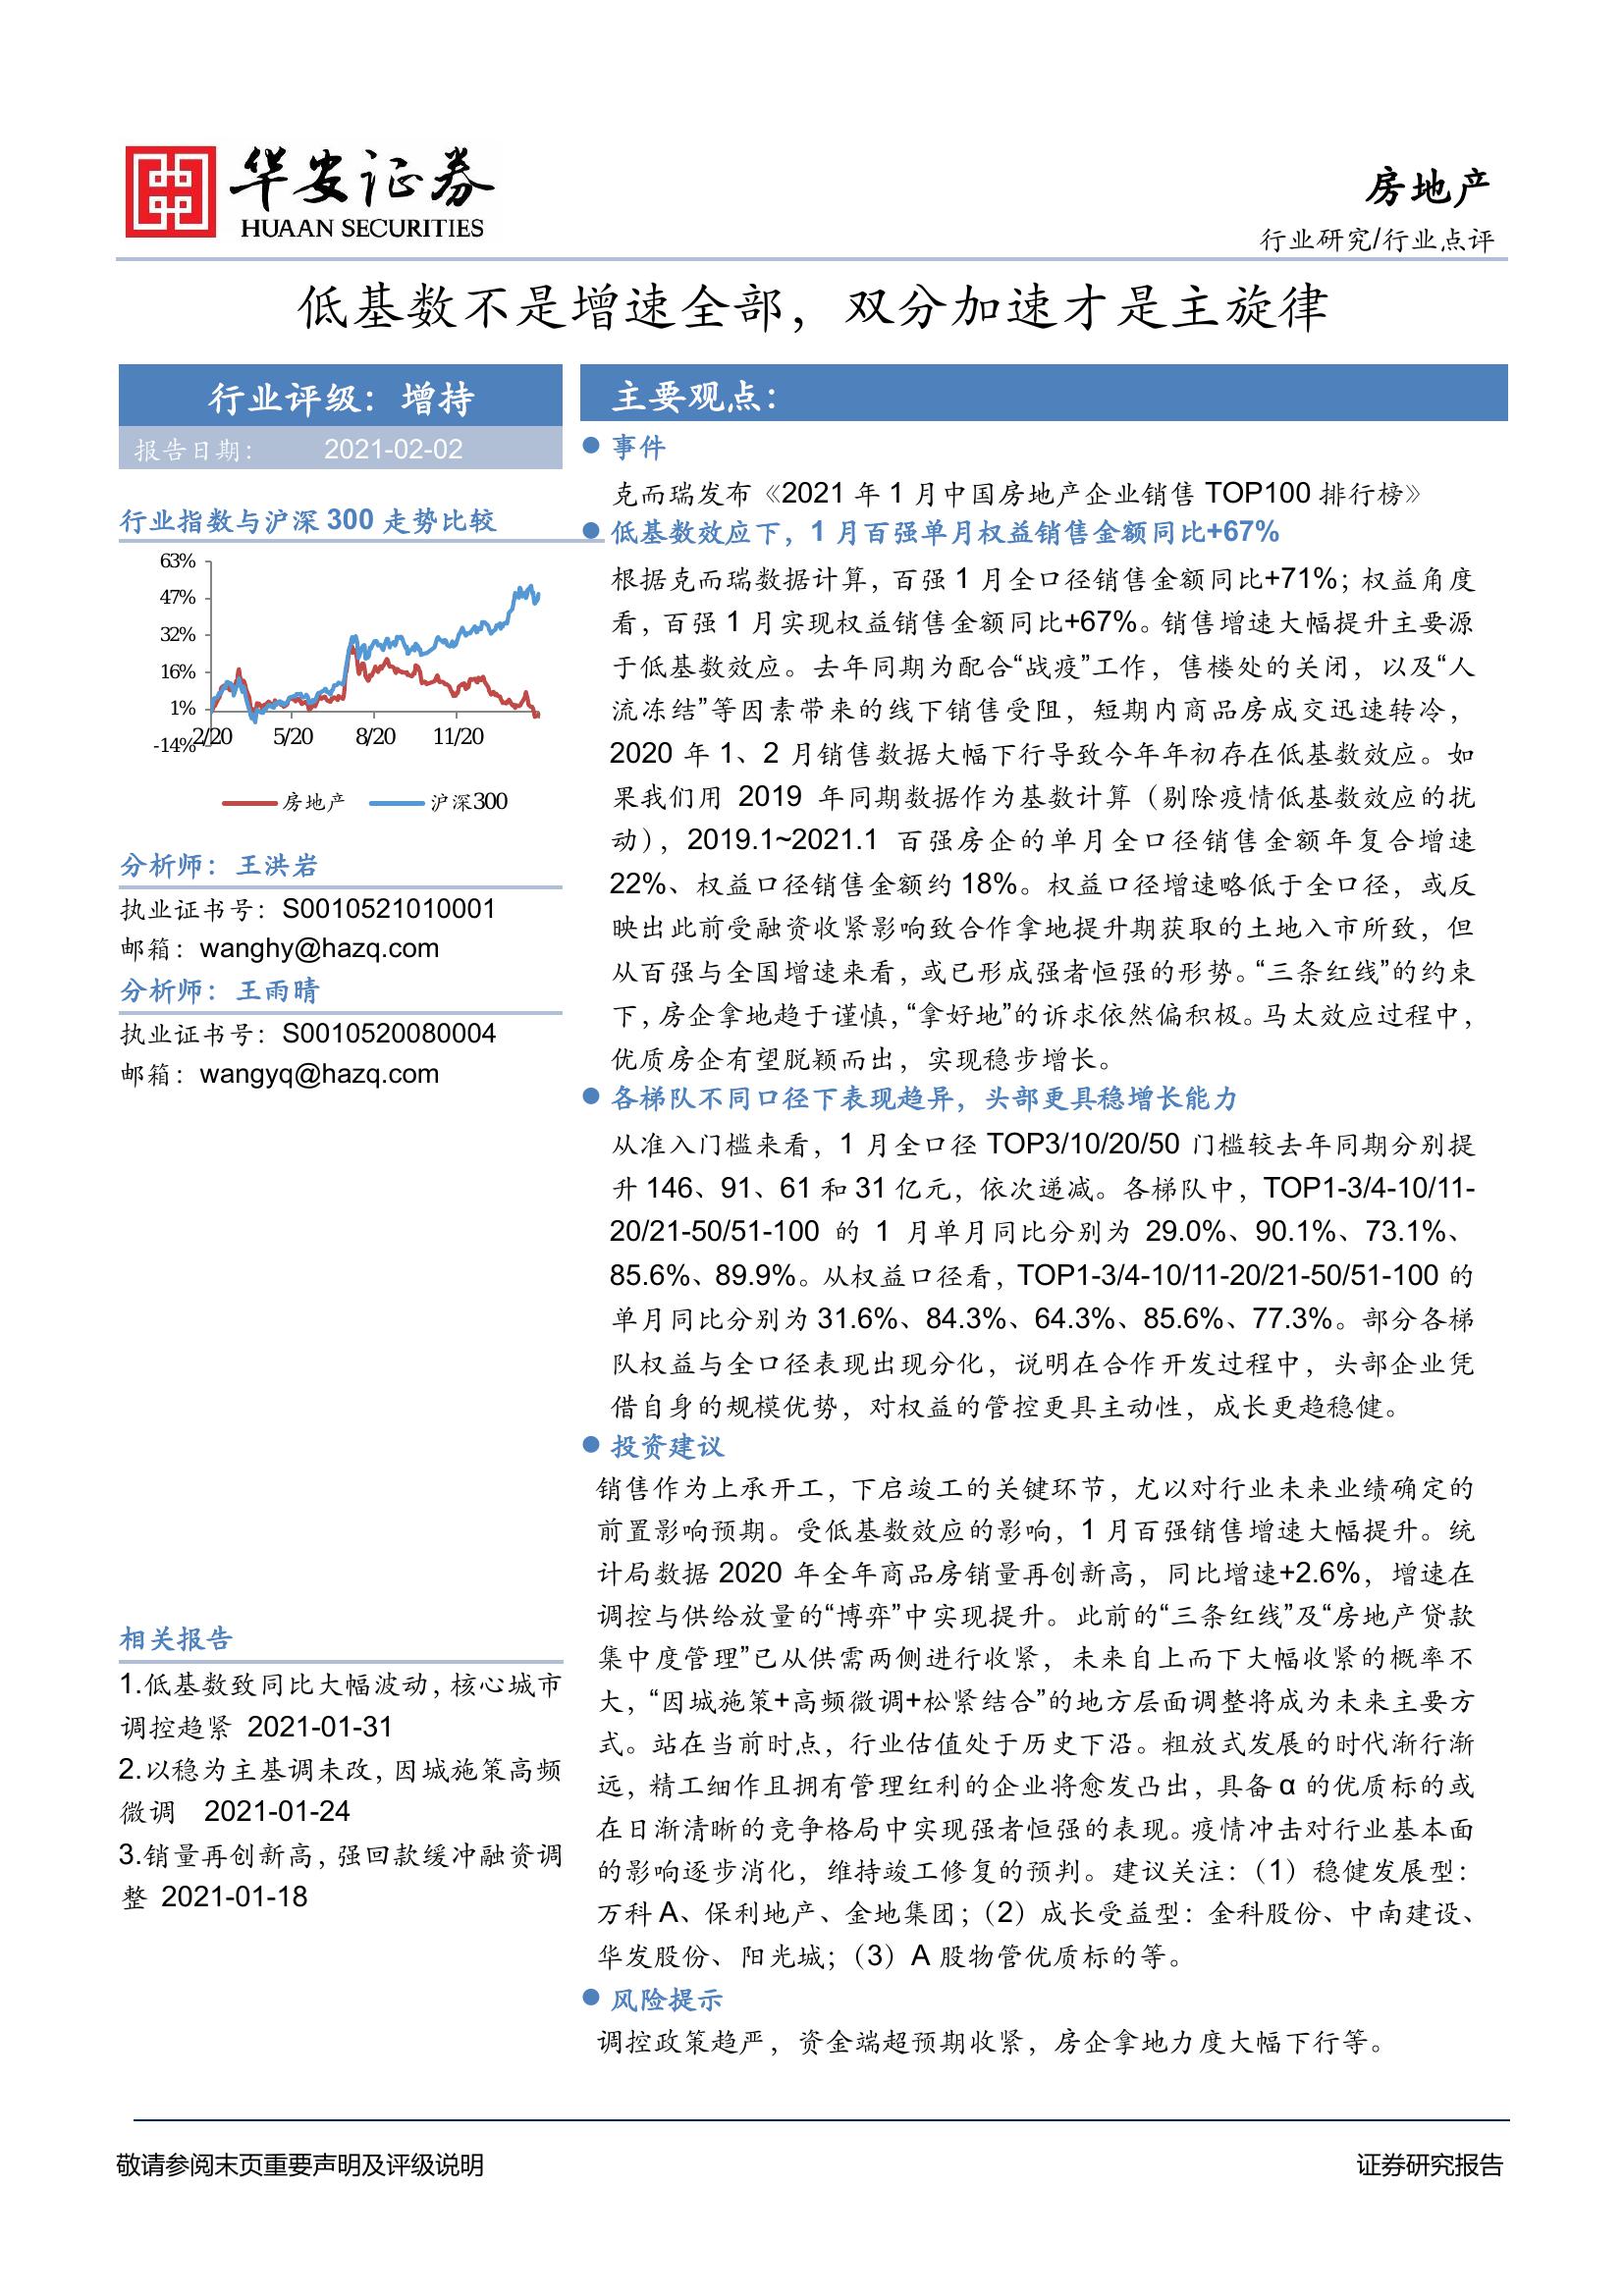 华安证券
HUAAN SECURITIES
房地产
行业研究/行业点评
低基数不是增速全部，双分加速才是主旋律
行业评级：增持
报告日期： 2021-02-02
行业指数与沪深 300 走势比较
63%
47%
32%
16%
1%
-14%
2/20 5/20 8/20 11/20
房地产 沪深300
分析师：王洪岩
执业证书号：S0010521010001
邮箱：wanghy@hazq.com
分析师：王雨晴
执业证书号：S0010520080004
邮箱：wangyq@hazq.com
相关报告
1.低基数致同比大幅波动，核心城市
调控趋紧 2021-01-31
2.以稳为主基调未改，因城施策高频
微调 2021-01-24
3.销量再创新高，强回款缓冲融资调
整 2021-01-18
主要观点：
事件
克而瑞发布《2021 年 1 月中国房地产企业销售 TOP100 排行榜》
低基数效应下，1 月百强单月权益销售金额同比+67%
根据克而瑞数据计算，百强 1 月全口径销售金额同比+71%；权益角度
看，百强 1 月实现权益销售金额同比+67%。销售增速大幅提升主要源
于低基数效应。去年同期为配合“战疫”工作，售楼处的关闭，以及“人
流冻结”等因素带来的线下销售受阻，短期内商品房成交迅速转冷，
2020 年 1、2 月销售数据大幅下行导致今年年初存在低基数效应。如
果我们用 2019 年同期数据作为基数计算（剔除疫情低基数效应的扰
动），2019.1~2021.1 百强房企的单月全口径销售金额年复合增速
22%、权益口径销售金额约 18%。权益口径增速略低于全口径，或反
映出此前受融资收紧影响致合作拿地提升期获取的土地入市所致，但
从百强与全国增速来看，或已形成强者恒强的形势。“三条红线”的约束
下，房企拿地趋于谨慎，“拿好地”的诉求依然偏积极。马太效应过程中，
优质房企有望脱颖而出，实现稳步增长。
各梯队不同口径下表现趋异，头部更具稳增长能力
从准入门槛来看，1 月全口径 TOP3/10/20/50 门槛较去年同期分别提
升 146、91、61 和 31 亿元，依次递减。各梯队中，TOP1-3/4-10/11-
20/21-50/51-100 的 1 月单月同比分别为 29.0%、90.1%、73.1%、
85.6%、89.9%。从权益口径看，TOP1-3/4-10/11-20/21-50/51-100 的
单月同比分别为 31.6%、84.3%、64.3%、85.6%、77.3%。部分各梯
队权益与全口径表现出现分化，说明在合作开发过程中，头部企业凭
借自身的规模优势，对权益的管控更具主动性，成长更趋稳健。
投资建议
销售作为上承开工，下启竣工的关键环节，尤以对行业未来业绩确定的
前置影响预期。受低基数效应的影响，1 月百强销售增速大幅提升。统
计局数据 2020 年全年商品房销量再创新高，同比增速+2.6%，增速在
调控与供给放量的“博弈”中实现提升。此前的“三条红线”及“房地产贷款
集中度管理”已从供需两侧进行收紧，未来自上而下大幅收紧的概率不
大，“因城施策+高频微调+松紧结合”的地方层面调整将成为未来主要方
式。站在当前时点，行业估值处于历史下沿。粗放式发展的时代渐行渐
远，精工细作且拥有管理红利的企业将愈发凸出，具备 α 的优质标的或
在日渐清晰的竞争格局中实现强者恒强的表现。疫情冲击对行业基本面
的影响逐步消化，维持竣工修复的预判。建议关注：（1）稳健发展型：
万科 A、保利地产、金地集团；（2）成长受益型：金科股份、中南建设、
华发股份、阳光城；（3）A 股物管优质标的等。
风险提示
调控政策趋严，资金端超预期收紧，房企拿地力度大幅下行等。
敬请参阅末页重要声明及评级说明
证券研究报告